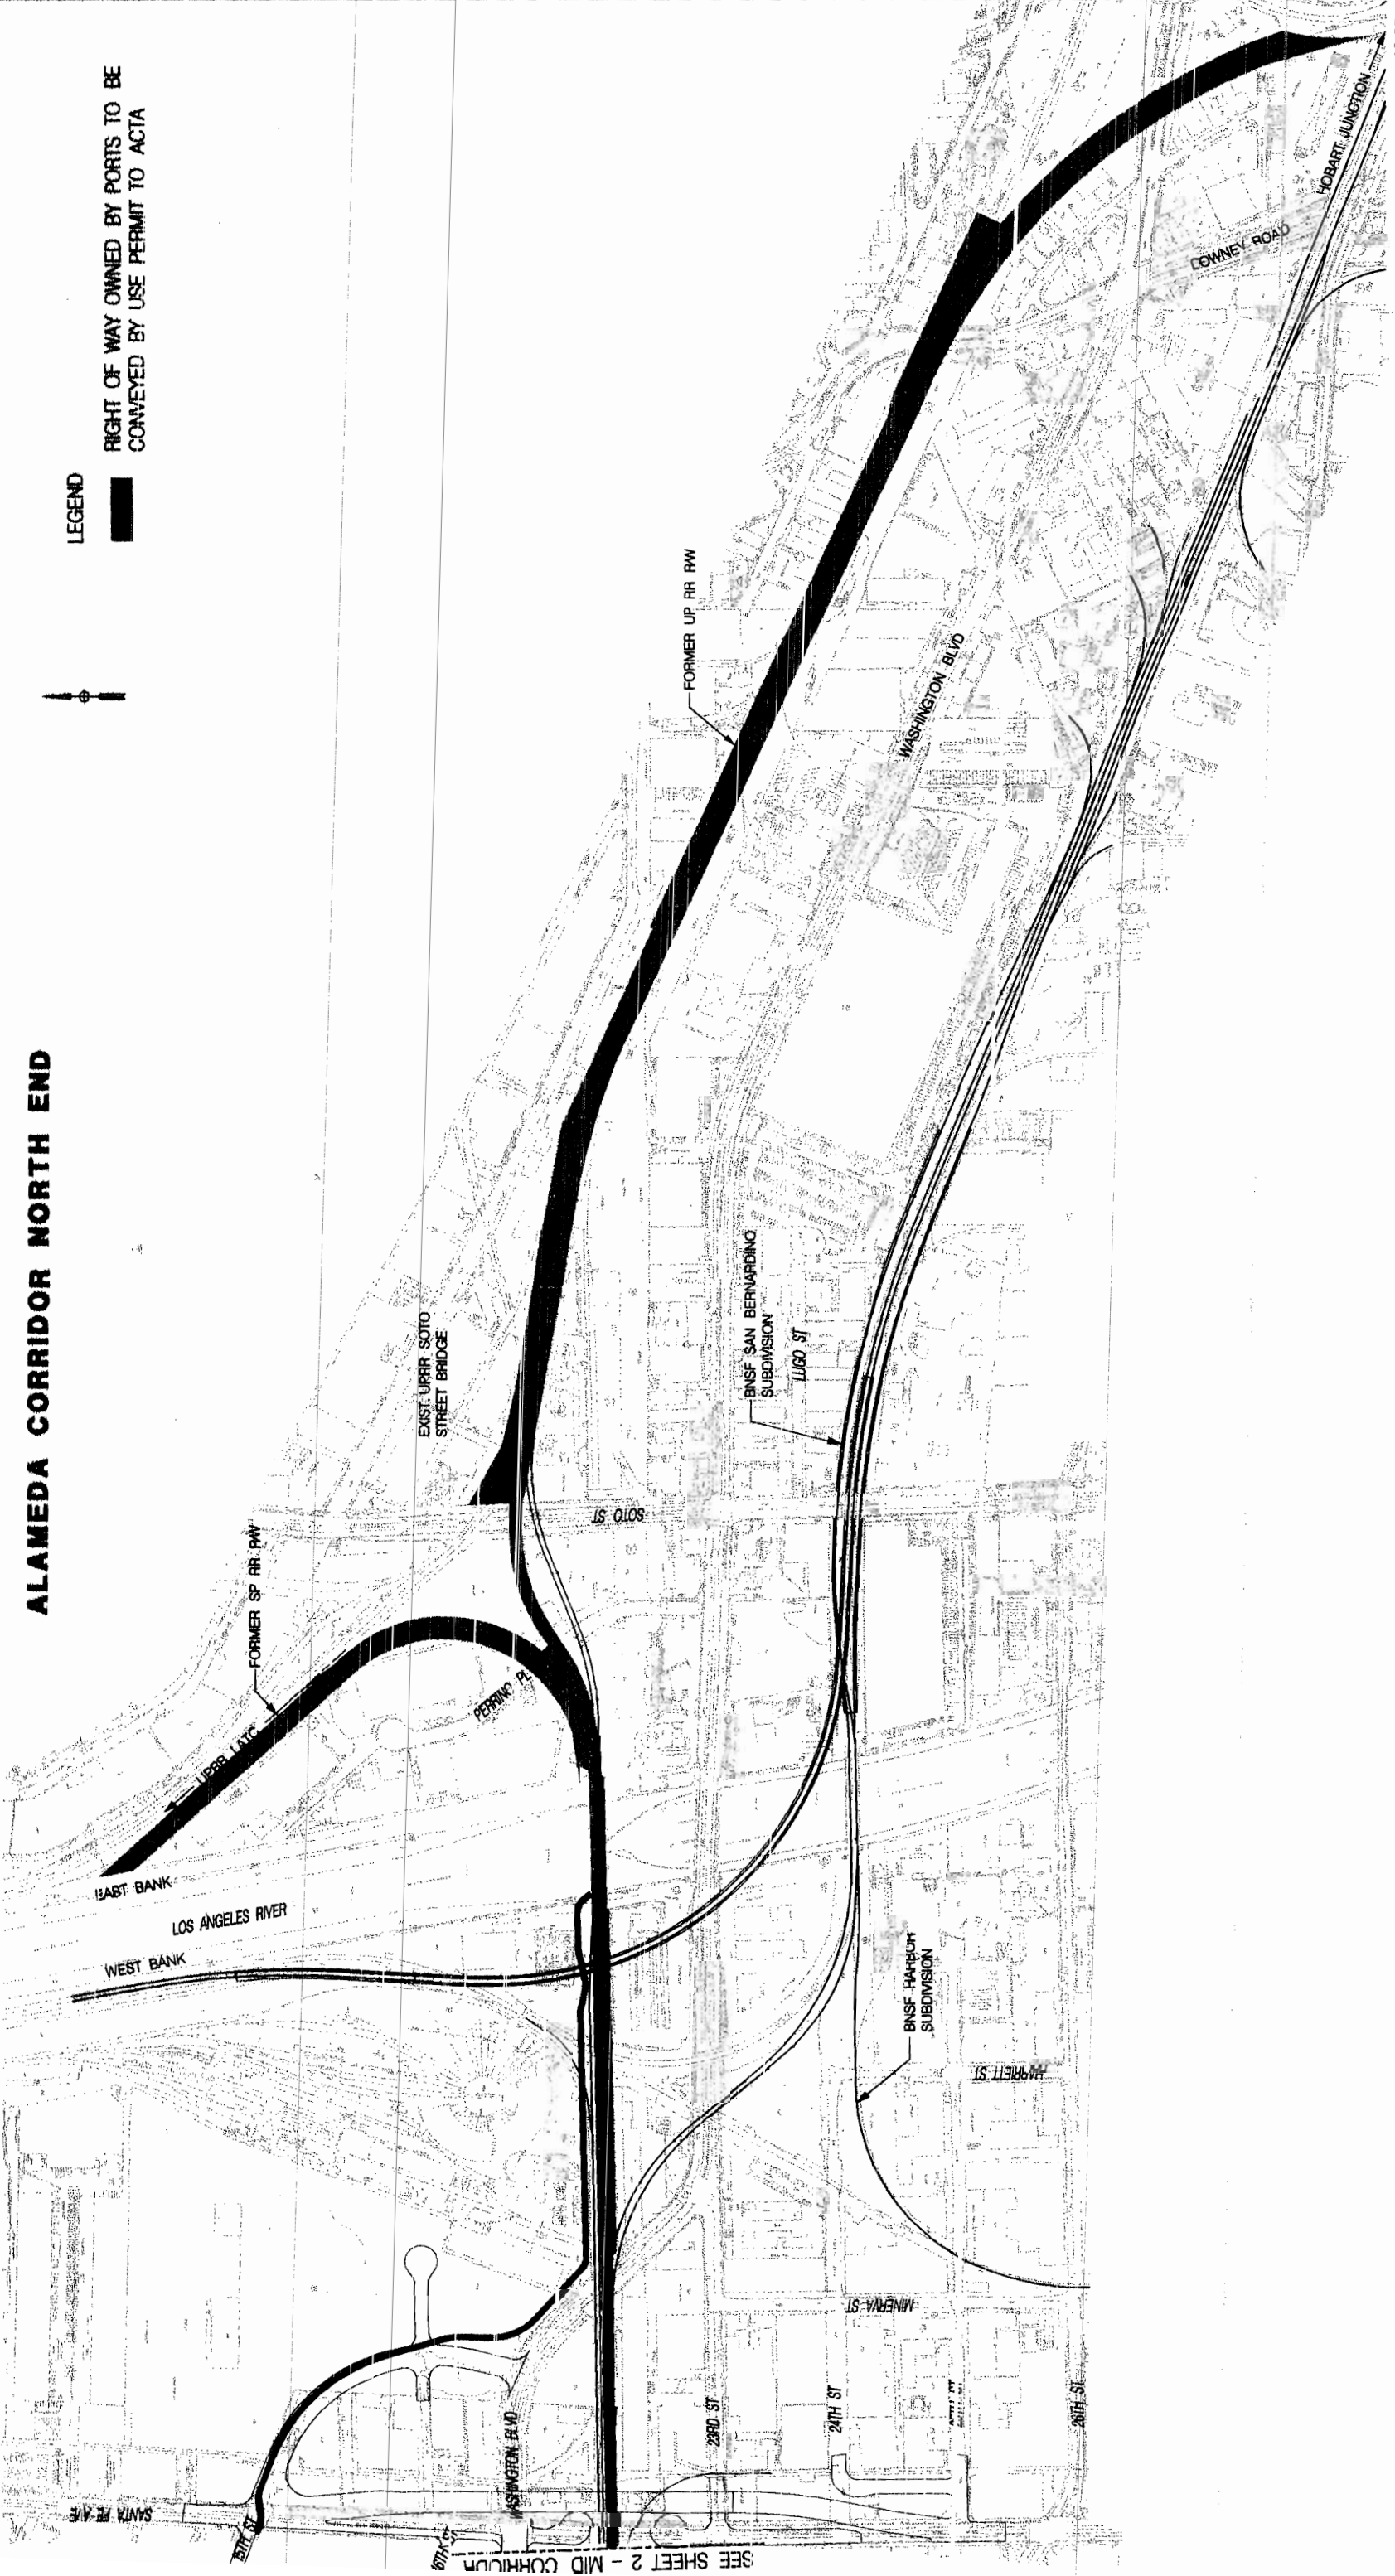 ALAMEDA CORRIDOR NORTH END
LEGEND
RIGHT OF WAY OWNED BY PORTS TO BE
CONVEYED BY USE PERMIT TO ACTA
FORMER SP RR RW
UPRR LATC
EAST BANK
LOS ANGELES RIVER
WEST BANK
PERRINO PL
EXIST. UPRR SOTO
STREET BRIDGE
SOTO ST
FORMER UP RR RW
WASHINGTON BLVD
DOWNEY ROAD
HOBART JUNCTION
BNSF SAN BERNARDINO
SUBDIVISION
LUGO ST
BNSF HARBOR
SUBDIVISION
HARRIETT ST
MINERVA ST
SANTA FE AVE
15TH ST
16TH ST
WASHINGTON BLVD
23RD ST
24TH ST
26TH ST
SEE SHEET 2 - MID CORRIDOR